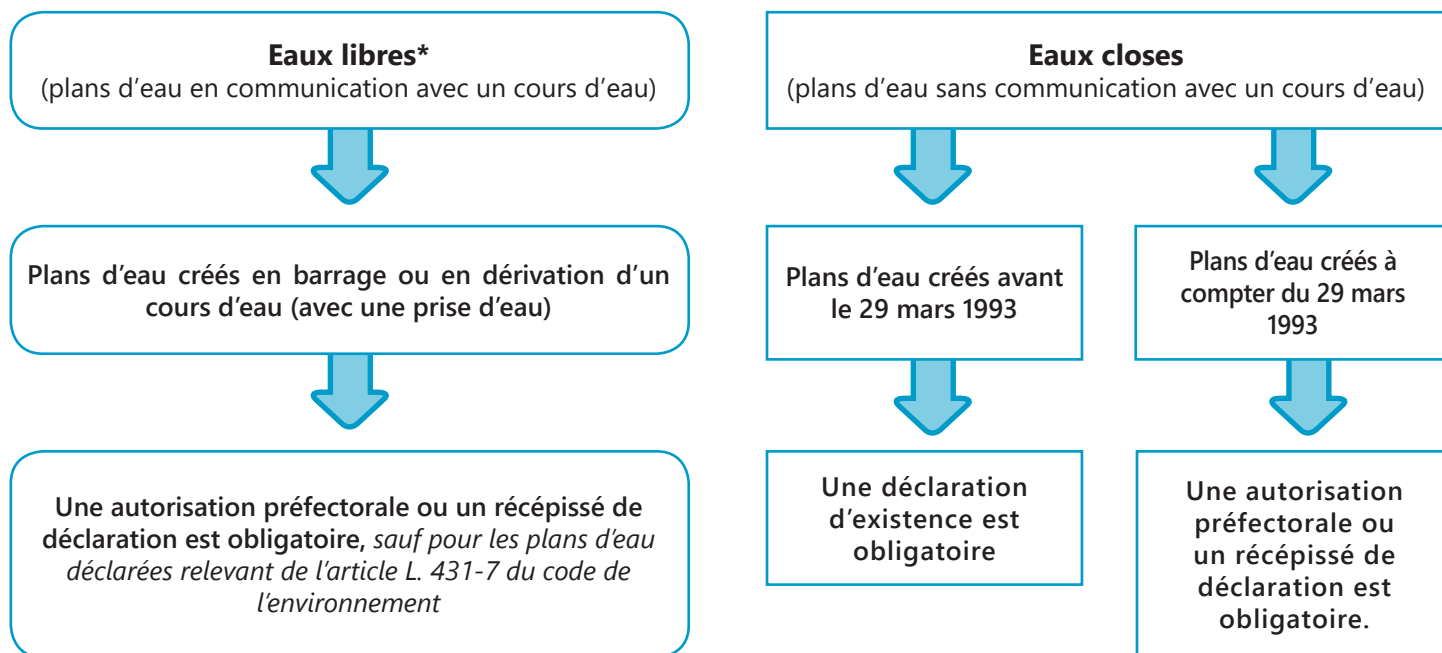 Eaux libres*
(plans d'eau en communication avec un cours d'eau)
Eaux closes
(plans d'eau sans communication avec un cours d'eau)
Plans d'eau créés en barrage ou en dérivation d'un
cours d'eau (avec une prise d'eau)
Plans d'eau créés avant
le 29 mars 1993
Plans d'eau créés à
compter du 29 mars
1993
Une autorisation préfectorale ou un récépissé de
déclaration est obligatoire, sauf pour les plans d'eau
déclarées relevant de l'article L. 431-7 du code de
l'environnement
Une déclaration
d'existence est
obligatoire
Une autorisation
préfectorale ou
un récépissé de
déclaration est
obligatoire.